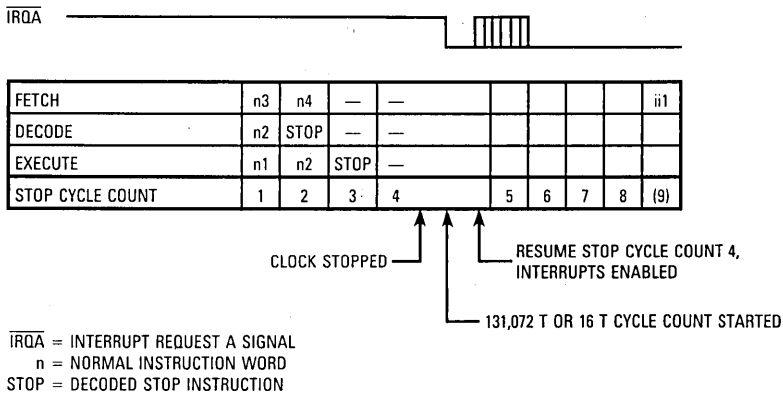 IRQA
FETCH n3 n4 — — ii1
DECODE n2 STOP — —
EXECUTE n1 n2 STOP —
STOP CYCLE COUNT 1 2 3 4 5 6 7 8 (9)
CLOCK STOPPED
RESUME STOP CYCLE COUNT 4,
INTERRUPTS ENABLED
131,072 T OR 16 T CYCLE COUNT STARTED
IRQA = INTERRUPT REQUEST A SIGNAL
n = NORMAL INSTRUCTION WORD
STOP = DECODED STOP INSTRUCTION